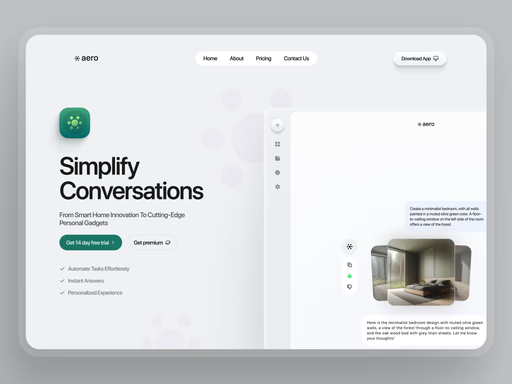 aero
Home
About
Pricing
Contact Us
Download App
Simplify
Conversations
From Smart Home Innovation To Cutting-Edge
Personal Gadgets
Get 14 day free trial
Get premium
Automate Tasks Effortlessly
Instant Answers
Personalized Experience
aero
Create a minimalist bedroom, with all walls
painted in a muted olive green color. A floor-
to-ceiling window on the left side of the room
offers a view of the forest.
Here is the minimalist bedroom design with muted olive green
walls, a view of the forest through a floor-to-ceiling window,
and the oak wood bed with grey linen sheets. Let me know
your thoughts!